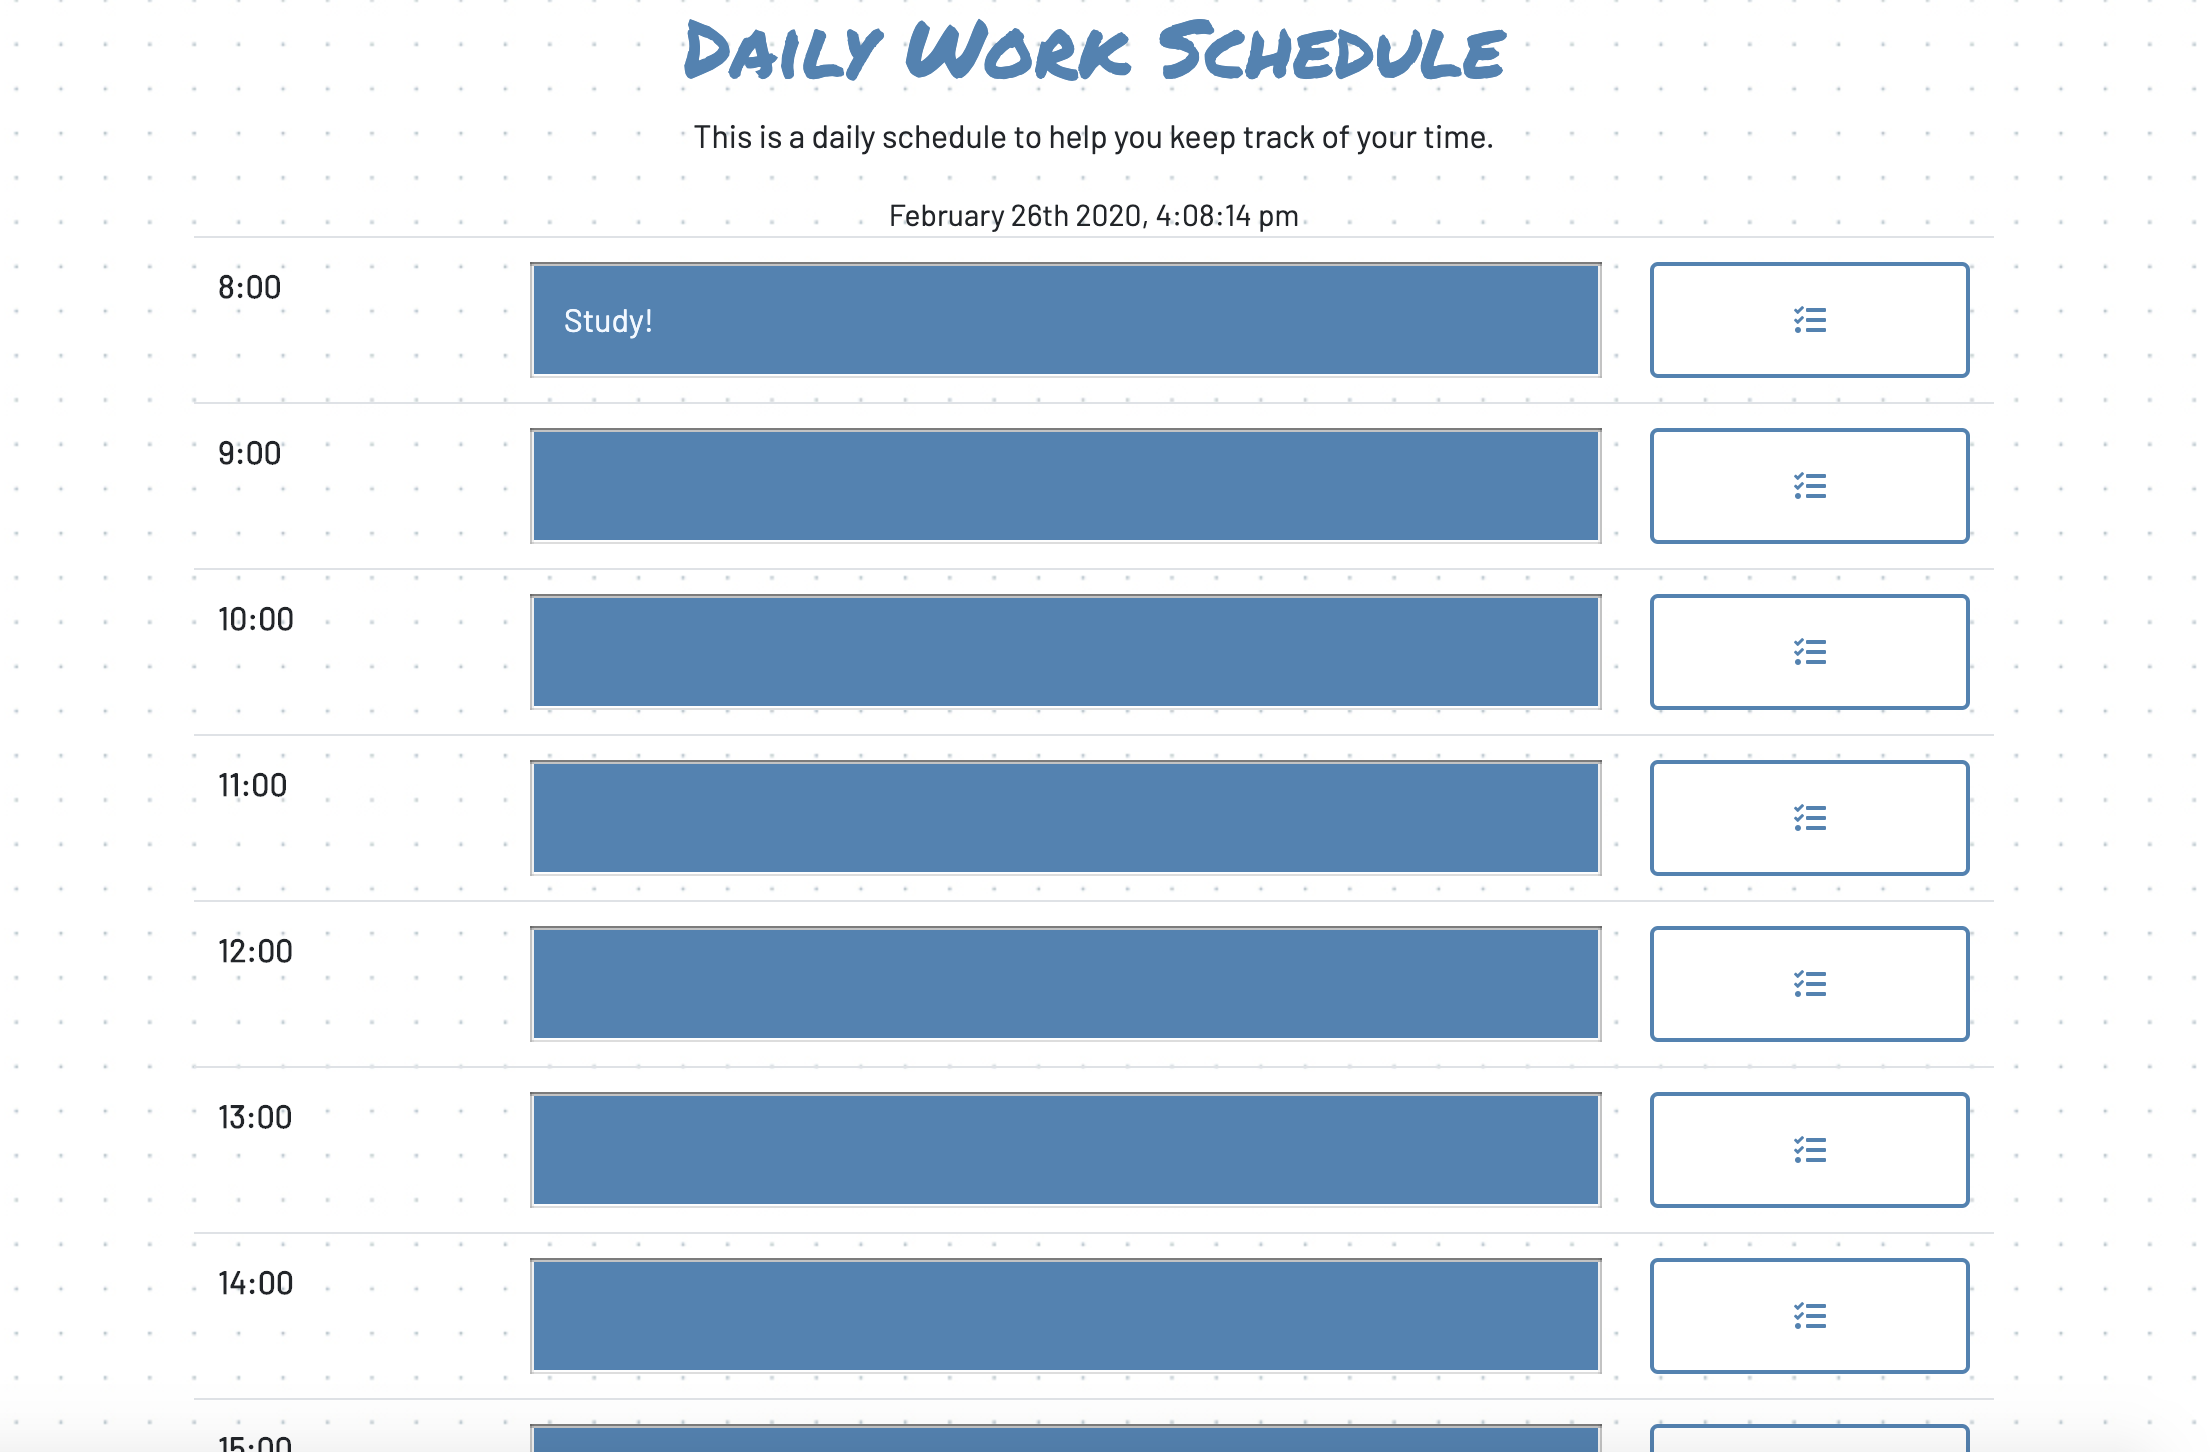 Daily Work Schedule
This is a daily schedule to help you keep track of your time.
February 26th 2020, 4:08:14 pm
8:00
Study!
9:00
10:00
11:00
12:00
13:00
14:00
15:00